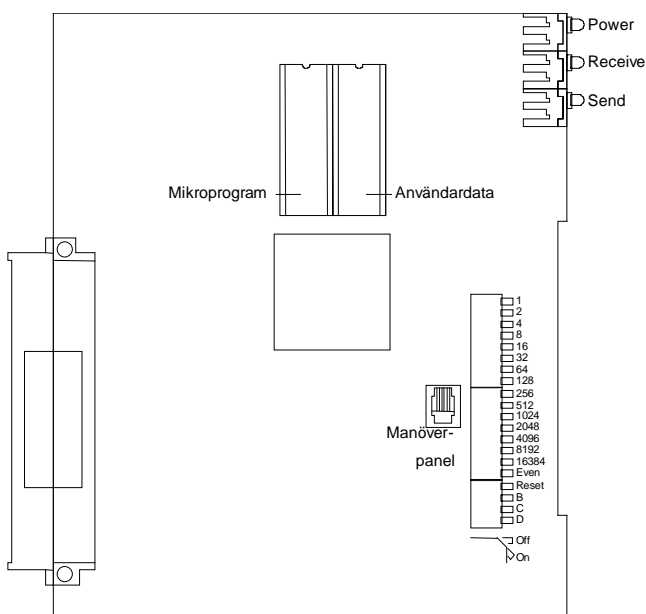 Power
Receive
Send
Mikroprogram
Användardata
1
2
4
8
16
32
64
128
256
512
1024
2048
4096
8192
16384
Even
Reset
B
C
D
Off
On
Manöver-
panel